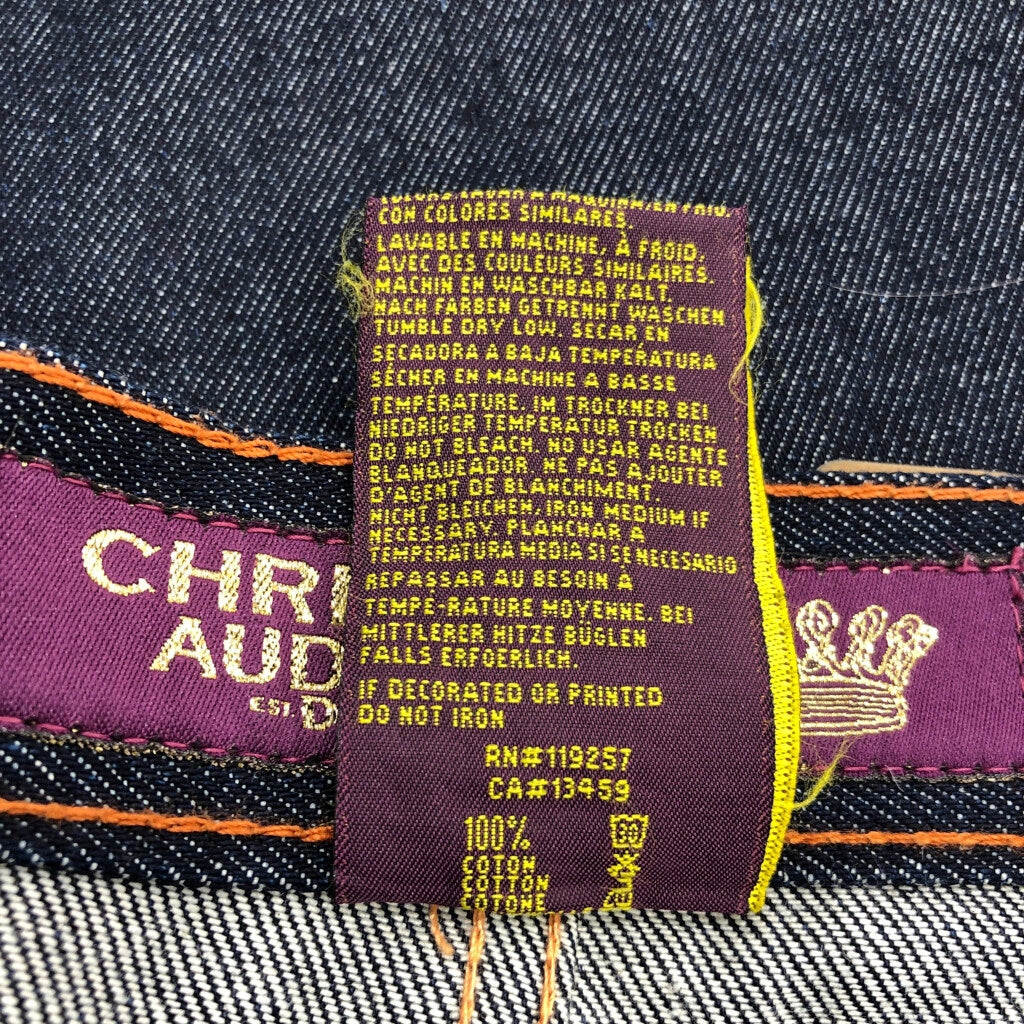 CON COLORES SIMILARES.
LAVABLE EN MACHINE, À FROID,
AVEC DES COULEURS SIMILAIRES.
MACHIN EN WASCHBAR KALT,
NACH FARBEN GETRENNT WASCHEN
TUMBLE DRY LOW. SECAR EN
SECADORA A BAJA TEMPERATURA
SÉCHER EN MACHINE A BASSE
TEMPÉRATURE. IM TROCKNER BEI
NIEDRIGER TEMPERATUR TROCKEN
DO NOT BLEACH. NO USAR AGENTE
BLANQUEADOR. NE PAS AJOUTER
D'AGENT DE BLANCHIMENT.
NICHT BLEICHEN. IRON MEDIUM IF
NECESSARY. PLANCHAR A
TEMPERATURA MEDIA SI SE NECESARIO
REPASSAR AU BESOIN A
TEMPÉ-RATURE MOYENNE. BEI
MITTLERER HITZE BÜGLEN
FALLS ERFOERLICH.
IF DECORATED OR PRINTED
DO NOT IRON
RN#119257
CA#13459
100%
COTON
COTTON
COTONE
30
CHRI
AUD
EST. D